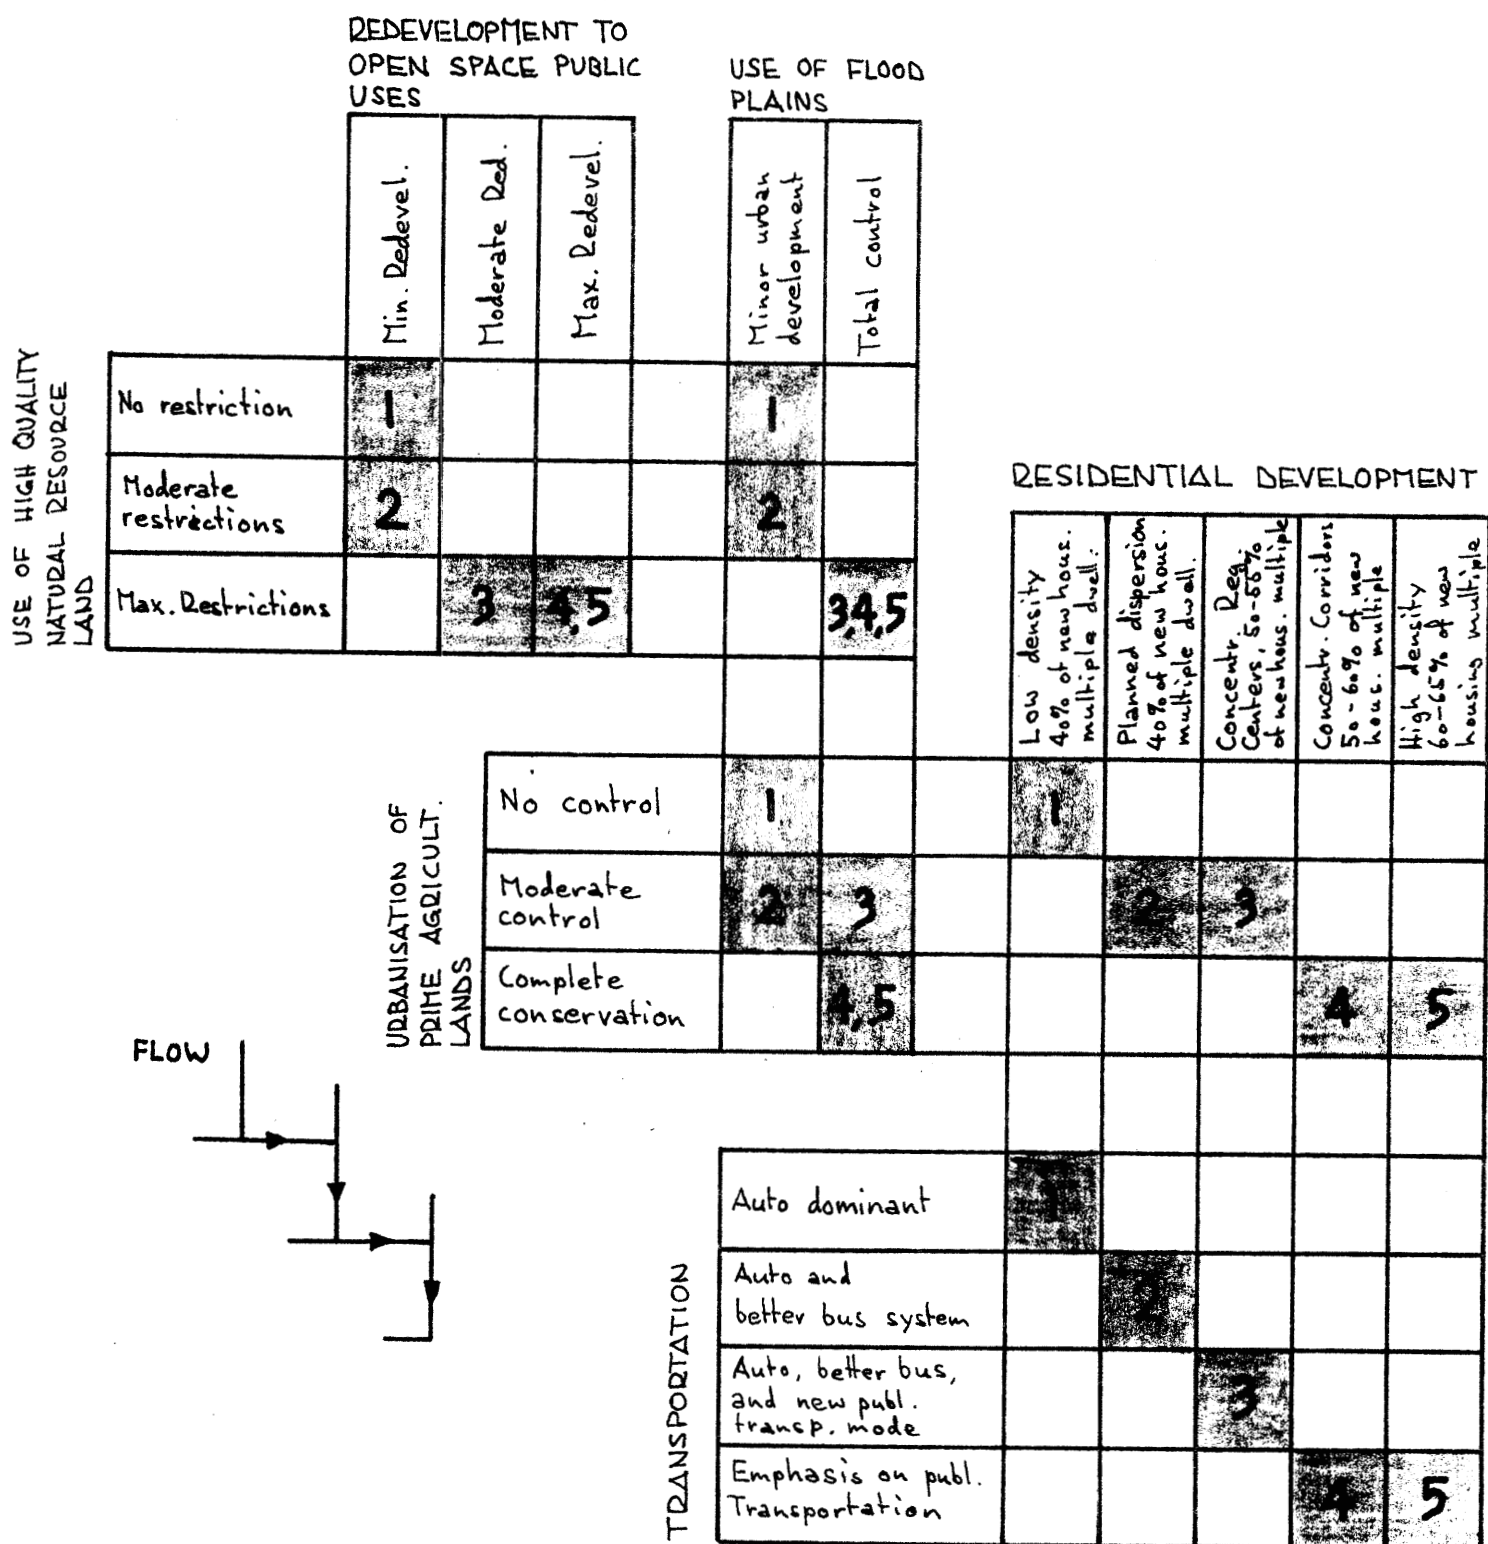 REDEVELOPMENT TO
OPEN SPACE PUBLIC
USES
USE OF FLOOD
PLAINS
Min. Redevel.
Moderate Red.
Max. Redevel.
Minor urban
development
Total control
USE OF HIGH QUALITY
NATURAL RESOURCE
LAND
No restriction
1
1
Moderate
restrictions
2
2
Max. Restrictions
3
4,5
3,4,5
RESIDENTIAL DEVELOPMENT
Low density
40% of new hous.
multiple dwell.
Planned dispersion
40% of new hous.
multiple dwell.
Concentr. Reg.
Centers, 50-55%
of new hous. multiple
Concentr. Corridors
50-60% of new
hous. multiple
High density
60-65% of new
housing multiple
URBANISATION OF
PRIME AGRICULT.
LANDS
No control
1
1
Moderate
control
2
3
2
3
Complete
conservation
4,5
4
5
FLOW
TRANSPORTATION
Auto dominant
1
Auto and
better bus system
2
Auto, better bus,
and new publ.
transp. mode
3
Emphasis on publ.
Transportation
4
5